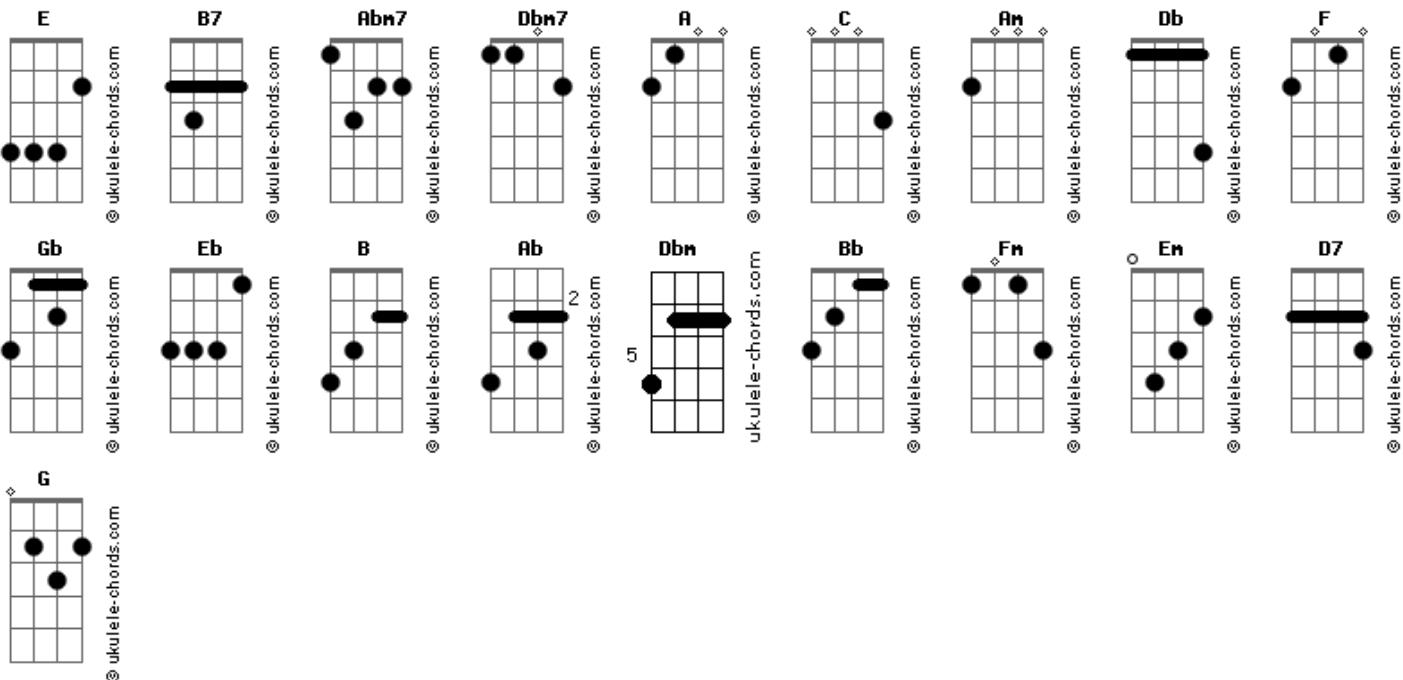 E B7 Abm7 Dbm7 A C Am Db F
© ukulele-chords.com © ukulele-chords.com © ukulele-chords.com © ukulele-chords.com © ukulele-chords.com © ukulele-chords.com © ukulele-chords.com © ukulele-chords.com © ukulele-chords.com
Gb Eb B Ab Dbm Bb Fm Em D7
2
5
© ukulele-chords.com © ukulele-chords.com © ukulele-chords.com © ukulele-chords.com ukulele-chords.com © ukulele-chords.com © ukulele-chords.com © ukulele-chords.com © ukulele-chords.com
G
© ukulele-chords.com